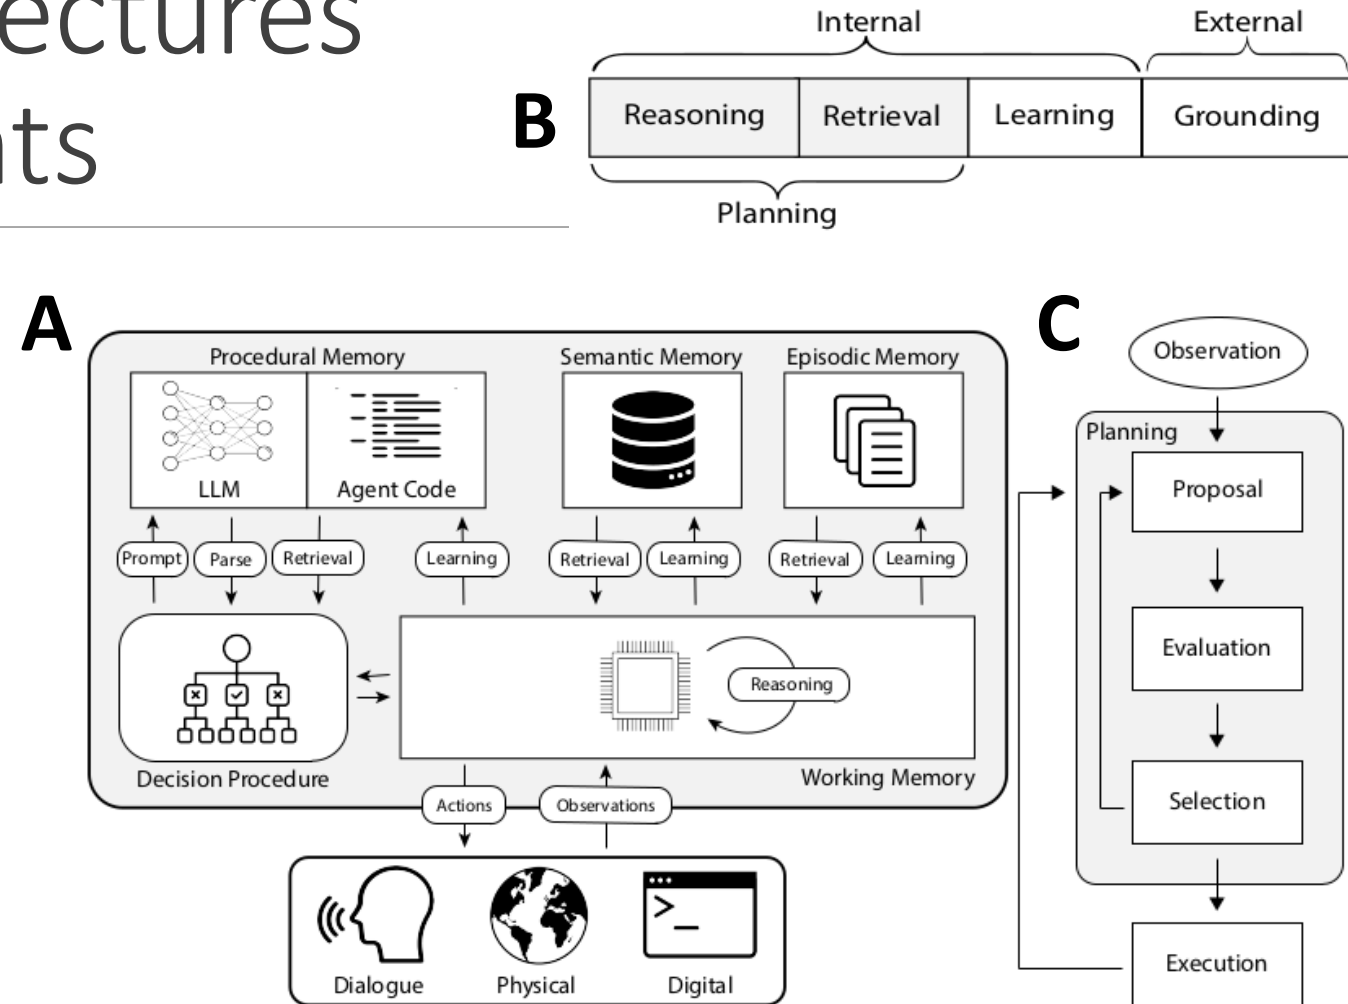 ectures
nts
Internal
External
B
Reasoning
Retrieval
Learning
Grounding
Planning
A
Procedural Memory
Semantic Memory
Episodic Memory
LLM
Agent Code
Prompt
Parse
Retrieval
Learning
Retrieval
Learning
Retrieval
Learning
Reasoning
Decision Procedure
Working Memory
Actions
Observations
>_
Dialogue
Physical
Digital
C
Observation
Planning
Proposal
Evaluation
Selection
Execution